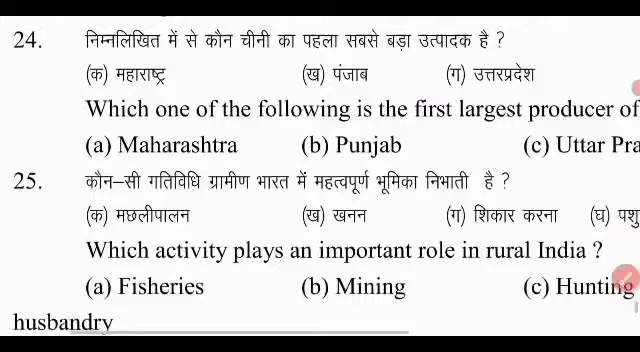 24. निम्नलिखित में से कौन चीनी का पहला सबसे बड़ा उत्पादक है ?
(क) महाराष्ट्र (ख) पंजाब (ग) उत्तरप्रदेश
Which one of the following is the first largest producer of
(a) Maharashtra (b) Punjab (c) Uttar Pra
25. कौन–सी गतिविधि ग्रामीण भारत में महत्वपूर्ण भूमिका निभाती है ?
(क) मछलीपालन (ख) खनन (ग) शिकार करना (घ) पशु
Which activity plays an important role in rural India ?
(a) Fisheries (b) Mining (c) Hunting
husbandry